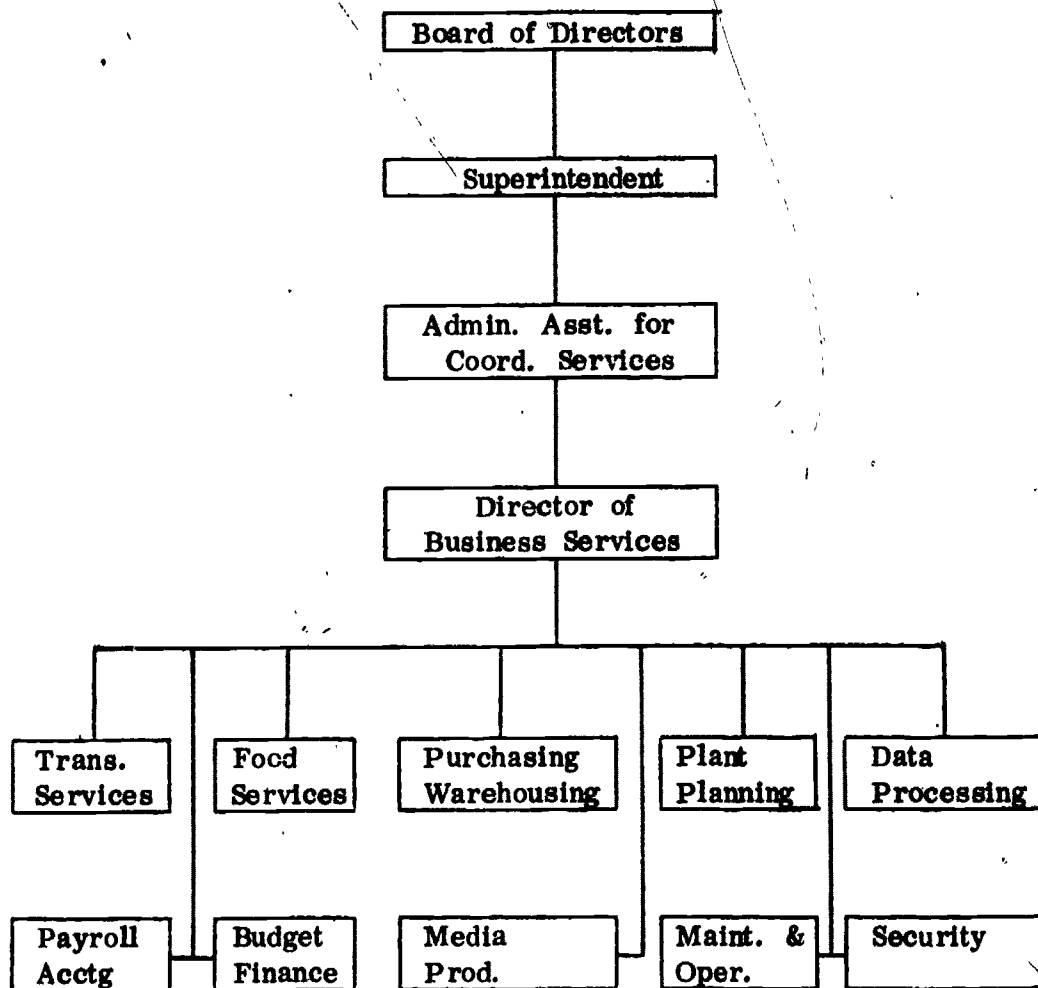 Board of Directors
Superintendent
Admin. Asst. for
Coord. Services
Director of
Business Services
Trans.
Services
Food
Services
Purchasing
Warehousing
Plant
Planning
Data
Processing
Payroll
Acctg
Budget
Finance
Media
Prod.
Maint. &
Oper.
Security